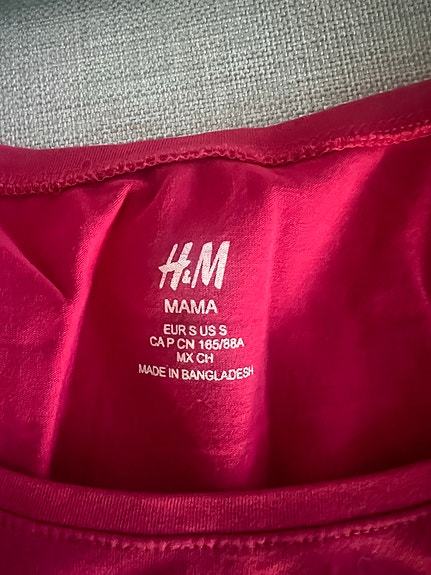 H&M
MAMA
EUR S US S
CA P CN 165/88A
MX CH
MADE IN BANGLADESH